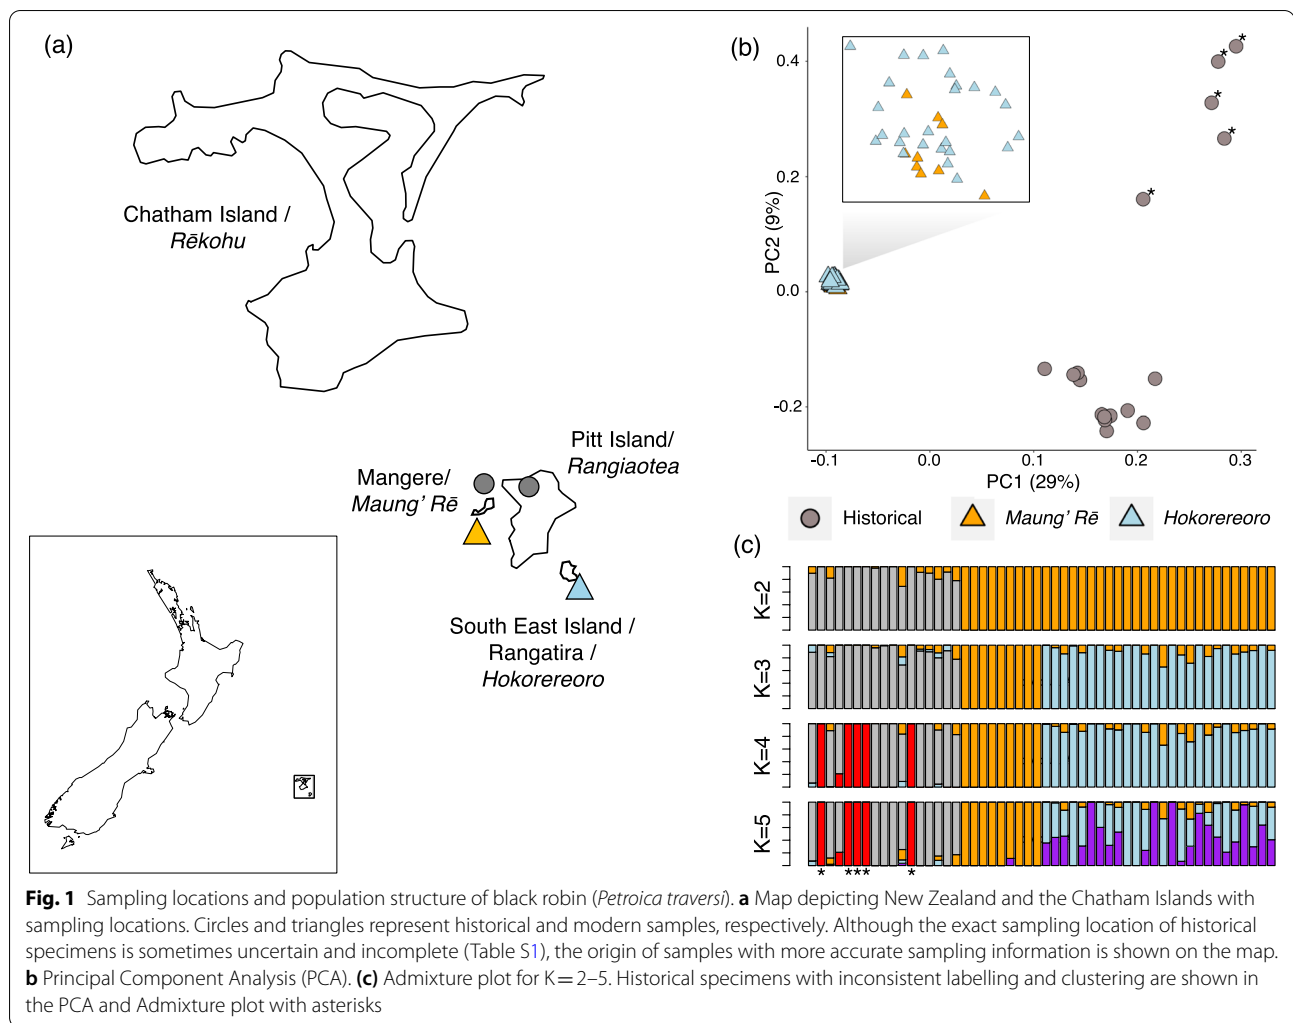 (a)
Chatham Island /
Rēkohu
Pitt Island/
Rangiaotea
Mangere/
Maung' Rē
South East Island /
Rangatira /
Hokorereoro
(b)
PC2 (9%)
0.4
0.2
0.0
-0.2
* * * * *
-0.1 0.0 0.1 0.2 0.3
PC1 (29%)
Historical Maung' Rē Hokorereoro
(c)
K=2
K=3
K=4
K=5
* *** *
Fig. 1 Sampling locations and population structure of black robin (Petroica traversi). a Map depicting New Zealand and the Chatham Islands with
sampling locations. Circles and triangles represent historical and modern samples, respectively. Although the exact sampling location of historical
specimens is sometimes uncertain and incomplete (Table S1), the origin of samples with more accurate sampling information is shown on the map.
b Principal Component Analysis (PCA). (c) Admixture plot for K = 2–5. Historical specimens with inconsistent labelling and clustering are shown in
the PCA and Admixture plot with asterisks